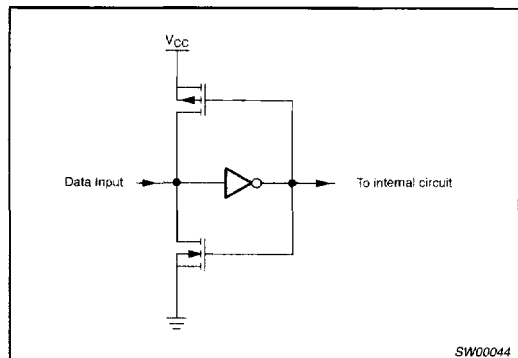 VCC
Data Input
To internal circuit
SW00044